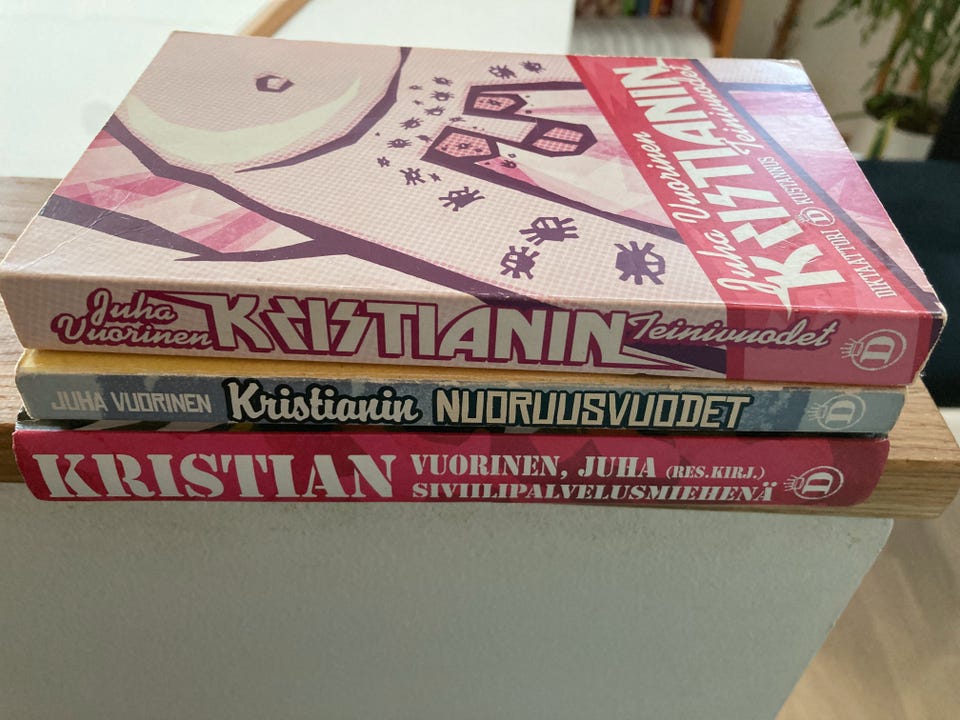 Juha Vuorinen
KRISTIANIN
Teinivuodet
DIKTAATTORI D KUSTANNUS
Juha
Vuorinen
KRISTIANIN
Teinivuodet
D
JUHA VUORINEN
Kristianin NUORUUSVUODET
D
KRISTIAN
VUORINEN, JUHA (RES.KIRJ.)
SIVIILIPALVELUSMIEHENÄ
D